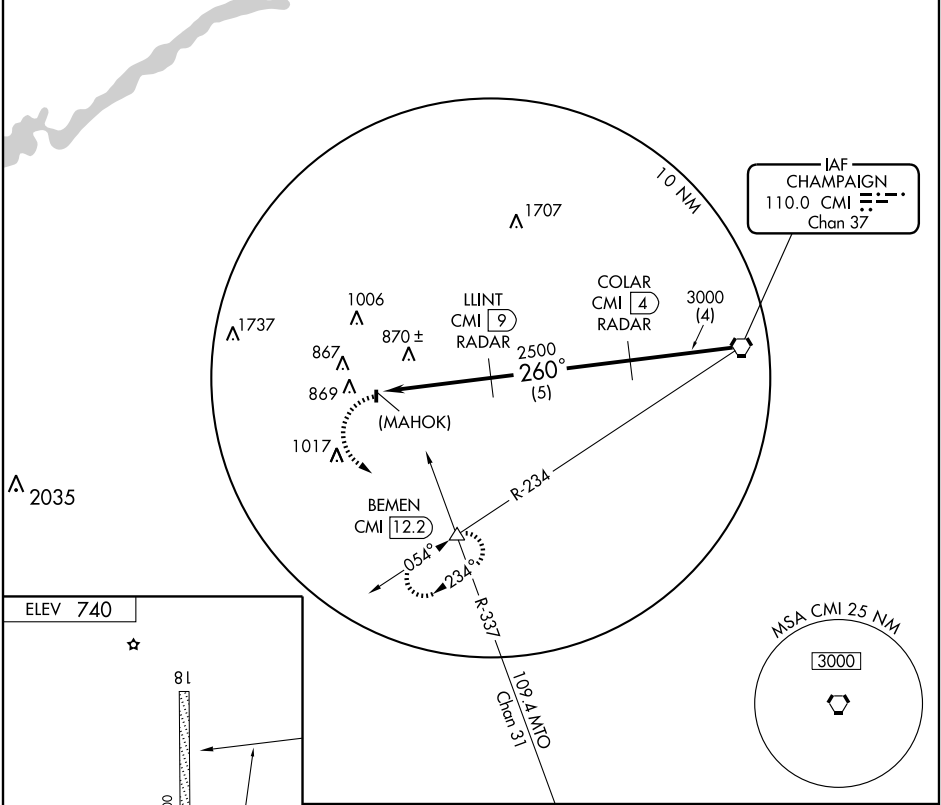 10 NM
IAF
CHAMPAIGN
110.0 CMI
Chan 37
1707
COLAR
CMI 4
RADAR
3000
(4)
LLINT
CMI 9
RADAR
1006
870 ±
1737
867
869
2500
260°
(5)
(MAHOK)
1017
2035
R-234
BEMEN
CMI 12.2
054°
234°
R-337
109.4 MTO
Chan 31
MSA CMI 25 NM
3000
ELEV 740
18
00